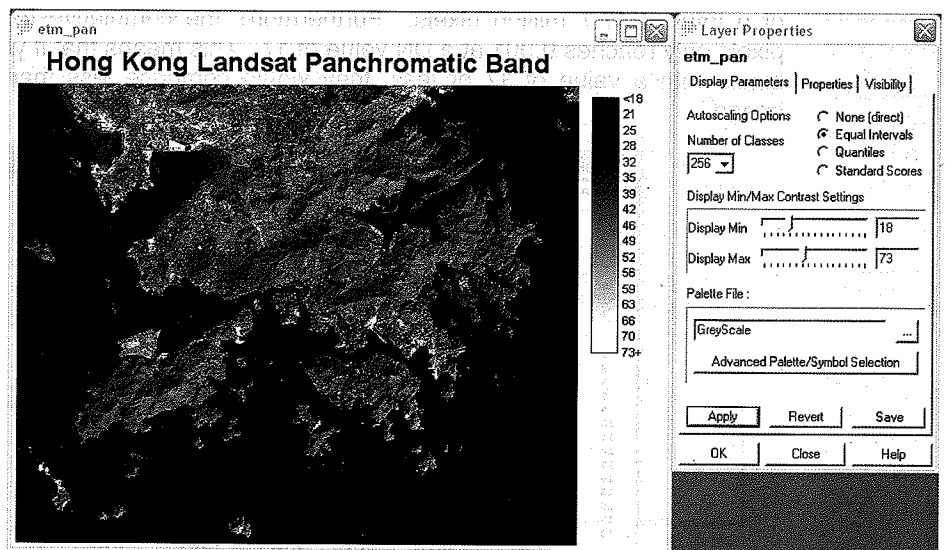 etm_pan
Hong Kong Landsat Panchromatic Band
<18
21
25
28
32
35
39
42
46
49
52
56
59
63
66
70
73+
Layer Properties
etm_pan
Display Parameters
Properties
Visibility
Autoscaling Options
None (direct)
Equal Intervals
Quantiles
Standard Scores
Number of Classes
256
Display Min/Max Contrast Settings
Display Min
18
Display Max
73
Palette File :
GreyScale
...
Advanced Palette/Symbol Selection
Apply
Revert
Save
OK
Close
Help